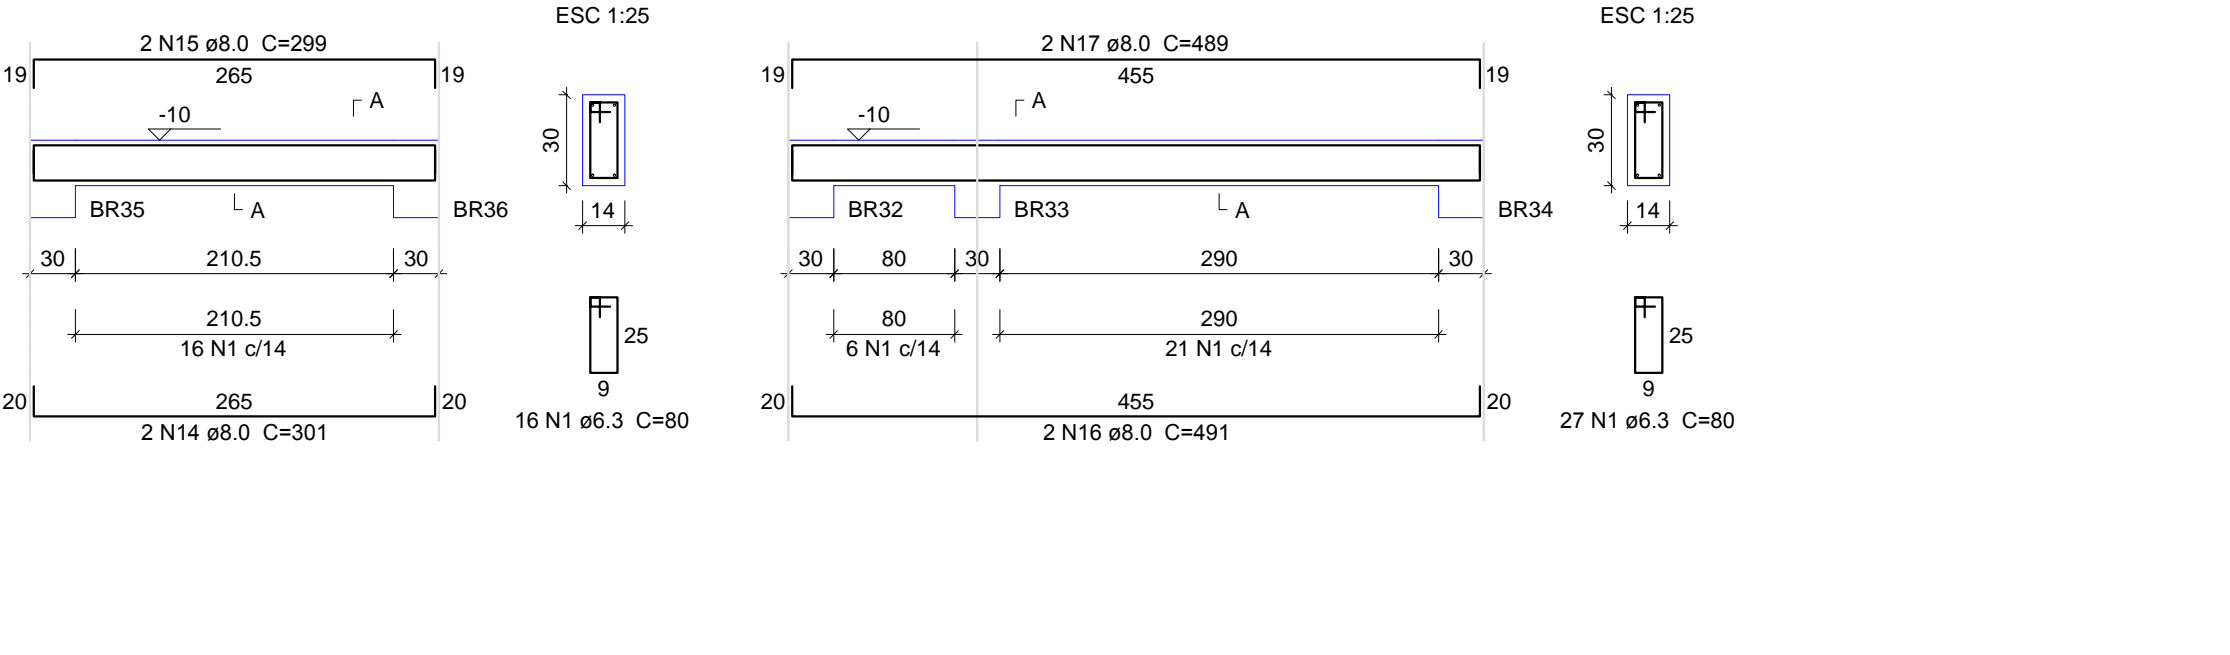 ESC 1:25
2 N15 ø8.0 C=299
19
265
19
A
-10
30
BR35
A
BR36
14
30
210.5
30
210.5
16 N1 c/14
25
9
20
265
20
2 N14 ø8.0 C=301
16 N1 ø6.3 C=80
ESC 1:25
2 N17 ø8.0 C=489
19
455
19
A
-10
30
BR32
BR33
A
BR34
14
30
80
30
290
30
80
290
6 N1 c/14
21 N1 c/14
25
9
20
455
20
2 N16 ø8.0 C=491
27 N1 ø6.3 C=80